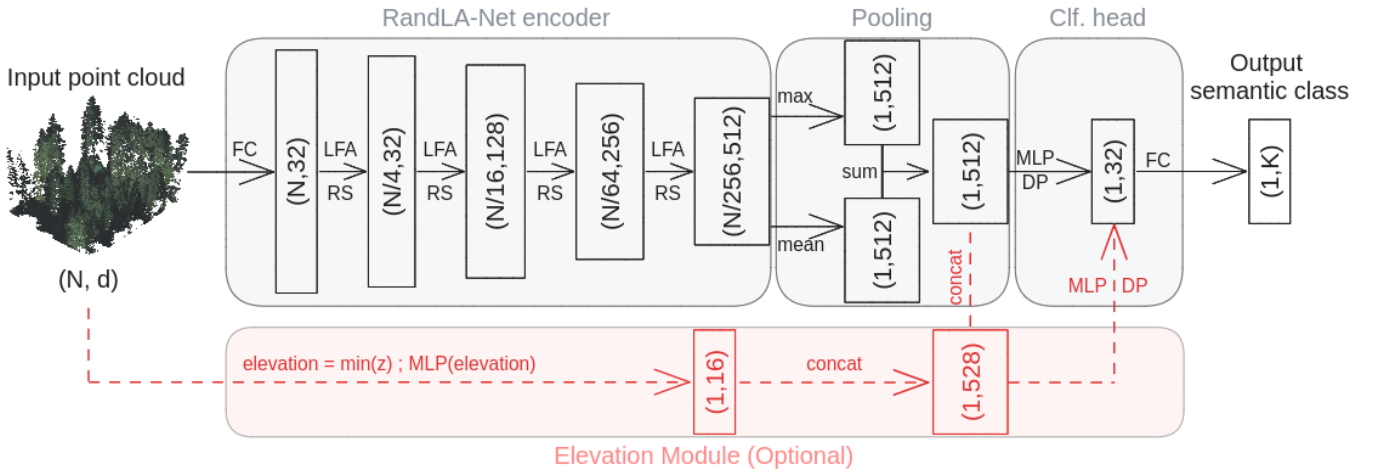 RandLA-Net encoder
Pooling
Clf. head
Input point cloud
Output
semantic class
(N, d)
FC
(N,32)
LFA
RS
(N/4,32)
LFA
RS
(N/16,128)
LFA
RS
(N/64,256)
LFA
RS
(N/256,512)
max
mean
(1,512)
(1,512)
sum
(1,512)
MLP
DP
(1,32)
FC
(1,K)
concat
MLP
DP
elevation = min(z) ; MLP(elevation)
(1,16)
concat
(1,528)
Elevation Module (Optional)